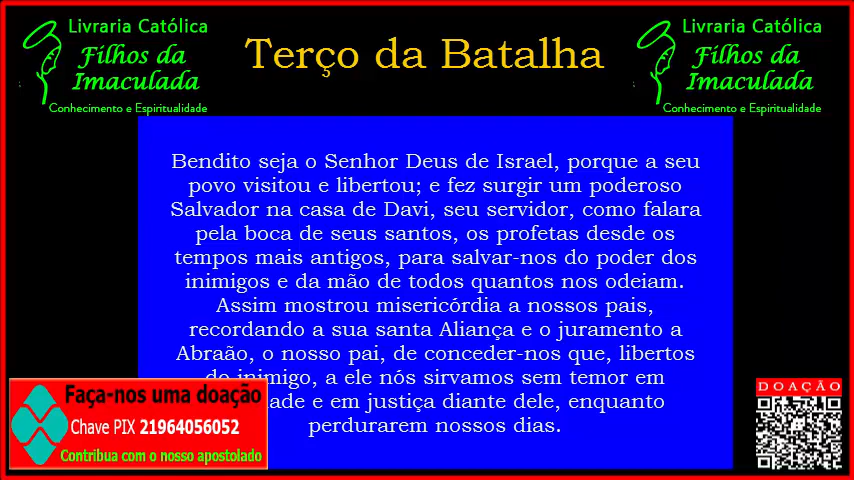 Livraria Católica
Filhos da
Imaculada
Conhecimento e Espiritualidade
Terço da Batalha
Livraria Católica
Filhos da
Imaculada
Conhecimento e Espiritualidade
Bendito seja o Senhor Deus de Israel, porque a seu
povo visitou e libertou; e fez surgir um poderoso
Salvador na casa de Davi, seu servidor, como falara
pela boca de seus santos, os profetas desde os
tempos mais antigos, para salvar-nos do poder dos
inimigos e da mão de todos quantos nos odeiam.
Assim mostrou misericórdia a nossos pais,
recordando a sua santa Aliança e o juramento a
Abraão, o nosso pai, de conceder-nos que, libertos
do inimigo, a ele nós sirvamos sem temor em
ade e em justiça diante dele, enquanto
perdurarem nossos dias.
Faça-nos uma doação
Chave PIX 21964056052
Contribua com o nosso apostolado
DOAÇÃO